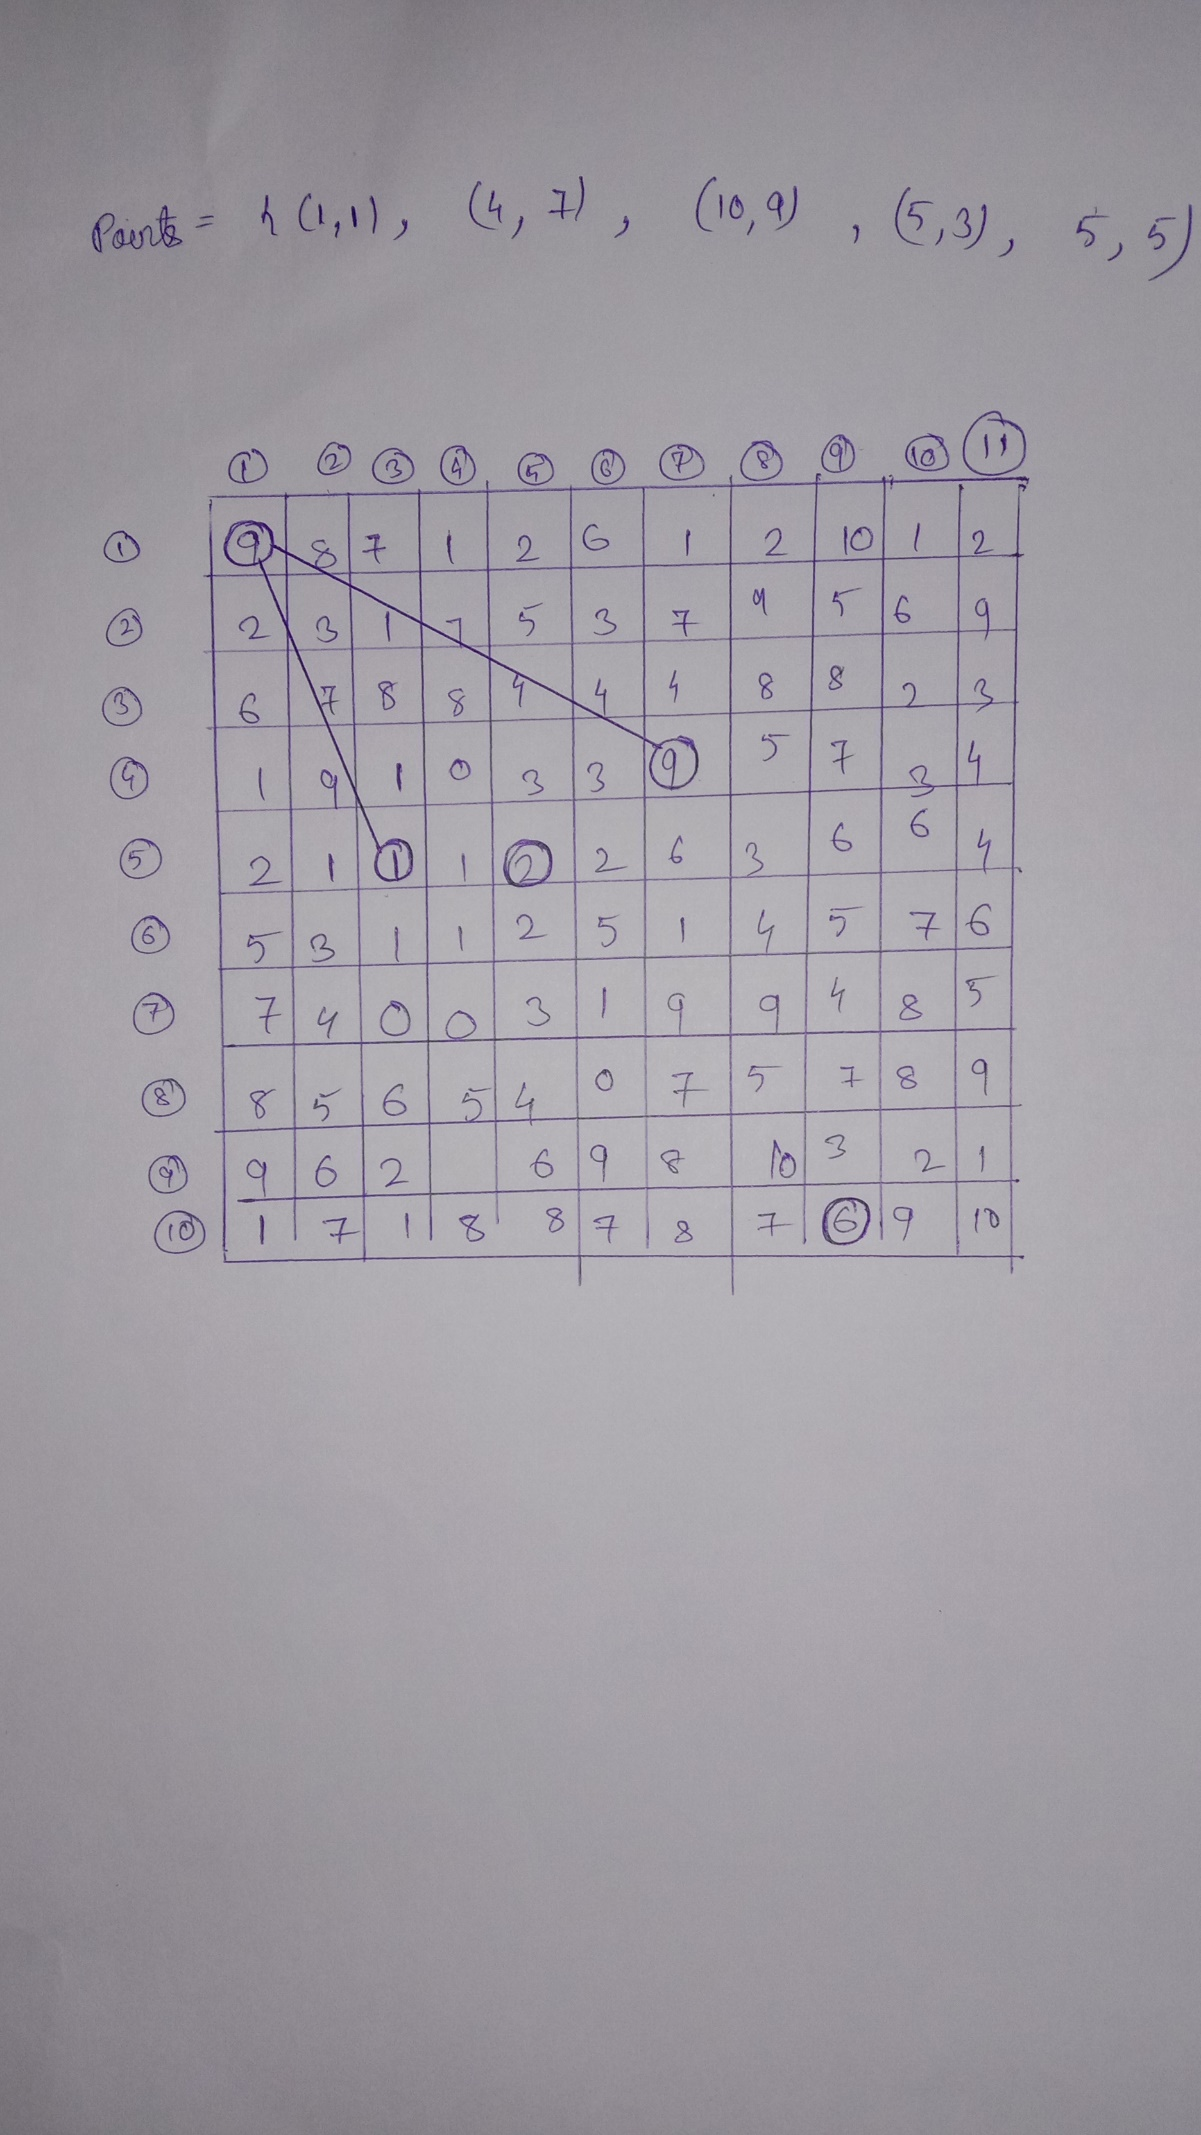 Points = { (1,1), (4, 7), (10,9), (5,3), 5, 5)
1 2 3 4 5 6 7 8 9 10 11
1 9 8 7 1 2 6 1 2 10 1 2
2 2 3 1 7 5 3 7 9 5 6 9
3 6 7 8 8 4 4 4 8 8 2 3
4 1 9 1 0 3 3 9 5 7 3 4
5 2 1 1 1 2 2 6 3 6 6 4
6 5 3 1 1 2 5 1 4 5 7 6
7 7 4 0 0 3 1 9 9 4 8 5
8 8 5 6 5 4 0 7 5 7 8 9
9 9 6 2 6 9 8 10 3 2 1
10 1 7 1 8 8 7 8 7 6 9 10